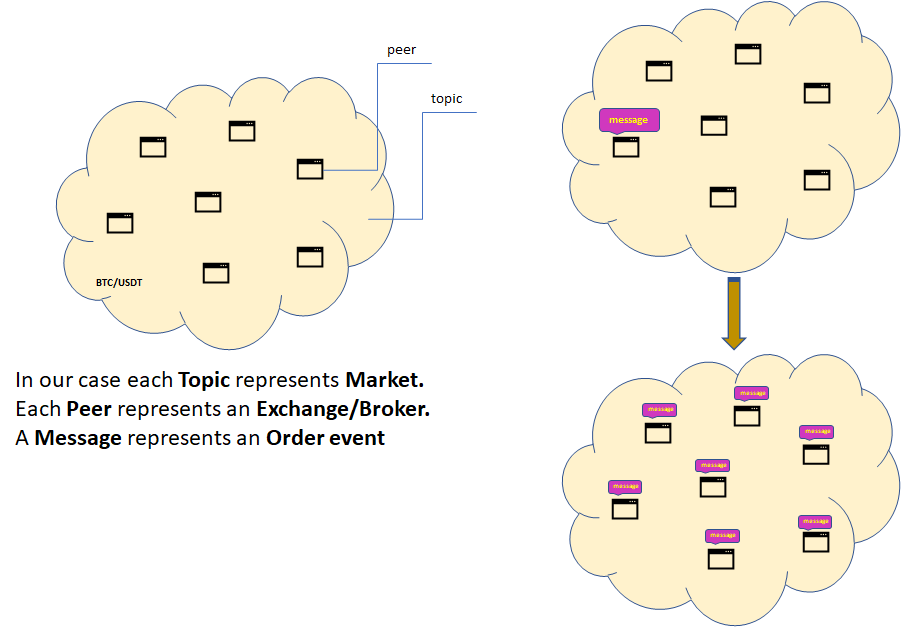 peer
topic
BTC/USDT
In our case each Topic represents Market.
Each Peer represents an Exchange/Broker.
A Message represents an Order event
message
message
message
message
message
message
message
message